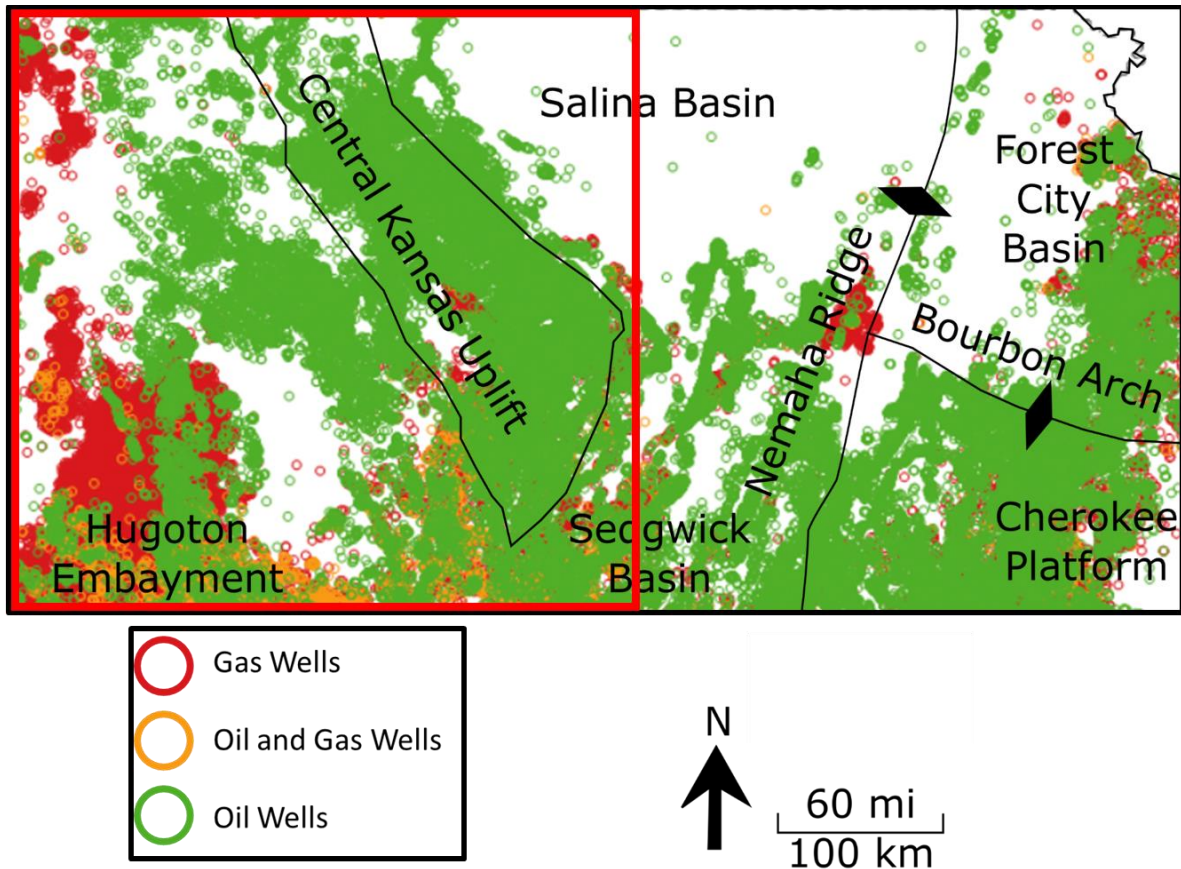 Central Kansas Uplift
Salina Basin
Forest
City
Basin
Nemaha Ridge
Bourbon Arch
Hugoton
Embayment
Sedgwick
Basin
Cherokee
Platform
Gas Wells
Oil and Gas Wells
Oil Wells
N
60 mi
100 km